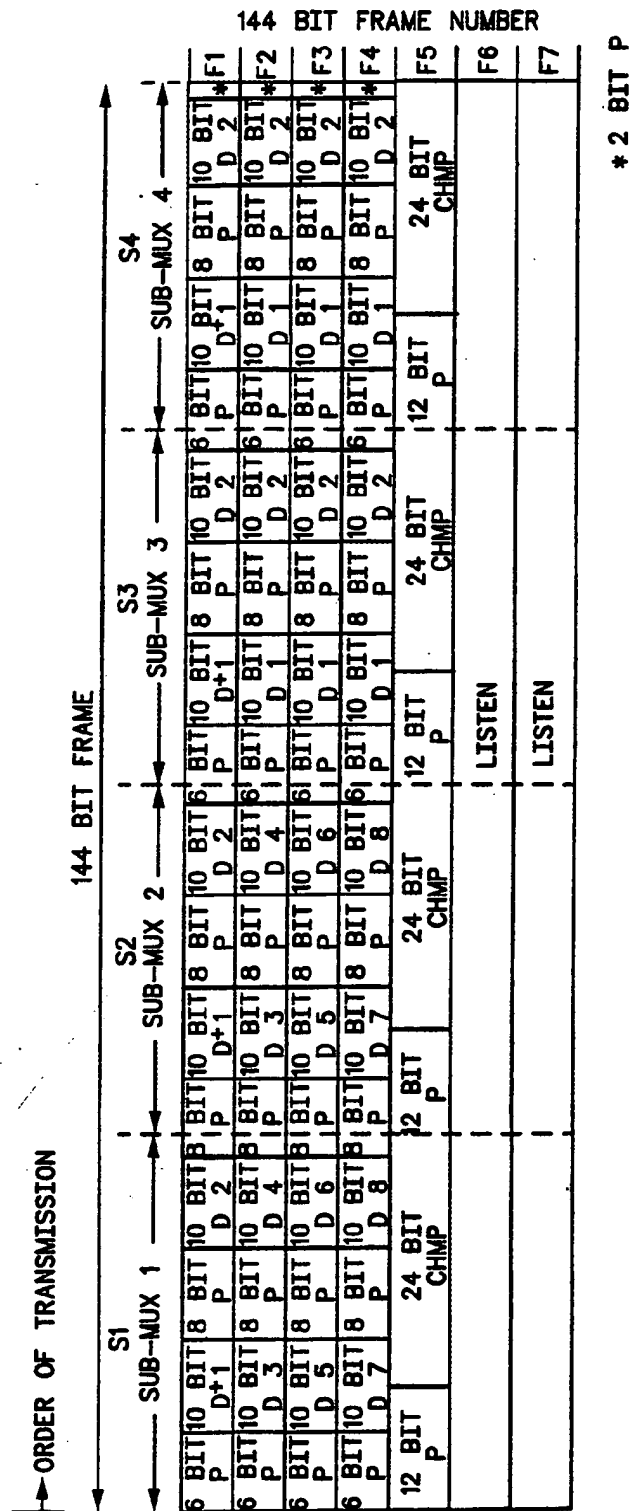 ORDER OF TRANSMISSION
144 BIT FRAME
S1 S2 S3 S4
SUB-MUX 1 SUB-MUX 2 SUB-MUX 3 SUB-MUX 4
144 BIT FRAME NUMBER
6 BIT 10 BIT 8 BIT 10 BIT 8 BIT 10 BIT 8 BIT 10 BIT 6 BIT 10 BIT 8 BIT 10 BIT 8 BIT 10 BIT 8 BIT 10 BIT *F1
P D+1 P D 2 P D+1 P D 2 P D+1 P D 2 P D+1 P D 2
6 BIT 10 BIT 8 BIT 10 BIT 8 BIT 10 BIT 8 BIT 10 BIT 6 BIT 10 BIT 8 BIT 10 BIT 6 BIT 10 BIT 8 BIT 10 BIT *F2
P D 3 P D 4 P D 3 P D 4 P D 1 P D 2 P D 1 P D 2
6 BIT 10 BIT 8 BIT 10 BIT 8 BIT 10 BIT 8 BIT 10 BIT 6 BIT 10 BIT 8 BIT 10 BIT 6 BIT 10 BIT 8 BIT 10 BIT *F3
P D 5 P D 6 P D 5 P D 6 P D 1 P D 2 P D 1 P D 2
6 BIT 10 BIT 8 BIT 10 BIT 8 BIT 10 BIT 8 BIT 10 BIT 6 BIT 10 BIT 8 BIT 10 BIT 6 BIT 10 BIT 8 BIT 10 BIT *F4
P D 7 P D 8 P D 7 P D 8 P D 1 P D 2 P D 1 P D 2
12 BIT 24 BIT 12 BIT 24 BIT 12 BIT 24 BIT 12 BIT 24 BIT F5
P CHMP P CHMP P CHMP P CHMP
LISTEN F6
LISTEN F7
*2 BIT P